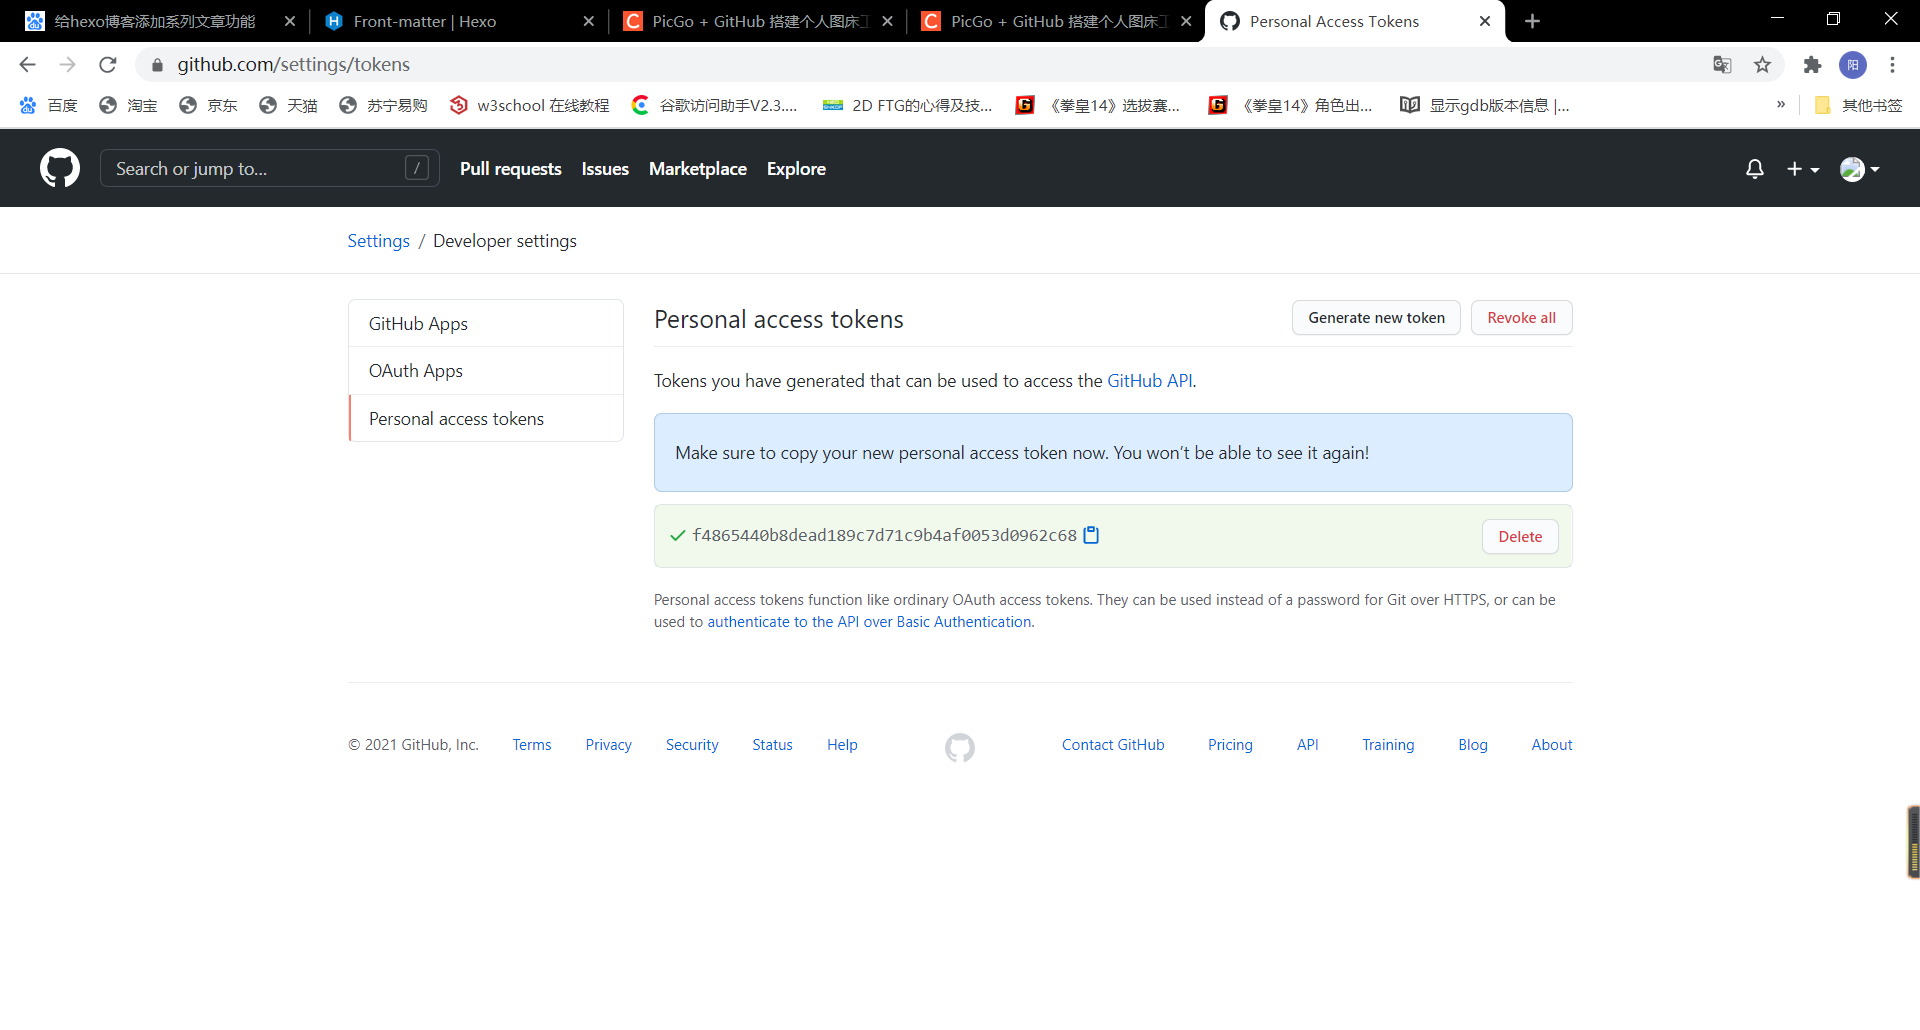 给hexo博客添加系列文章功能
Front-matter | Hexo
PicGo + GitHub 搭建个人图床工
PicGo + GitHub 搭建个人图床工
Personal Access Tokens
github.com/settings/tokens
阳
百度
淘宝
京东
天猫
苏宁易购
w3school 在线教程
谷歌访问助手V2.3....
2D FTG的心得及技...
《拳皇14》选拔赛...
《拳皇14》角色出...
显示gdb版本信息 |...
»
其他书签
Search or jump to...
/
Pull requests
Issues
Marketplace
Explore
Settings / Developer settings
GitHub Apps
OAuth Apps
Personal access tokens
Personal access tokens
Generate new token
Revoke all
Tokens you have generated that can be used to access the GitHub API.
Make sure to copy your new personal access token now. You won't be able to see it again!
f4865440b8dead189c7d71c9b4af0053d0962c68
Delete
Personal access tokens function like ordinary OAuth access tokens. They can be used instead of a password for Git over HTTPS, or can be
used to authenticate to the API over Basic Authentication.
© 2021 GitHub, Inc.
Terms
Privacy
Security
Status
Help
Contact GitHub
Pricing
API
Training
Blog
About